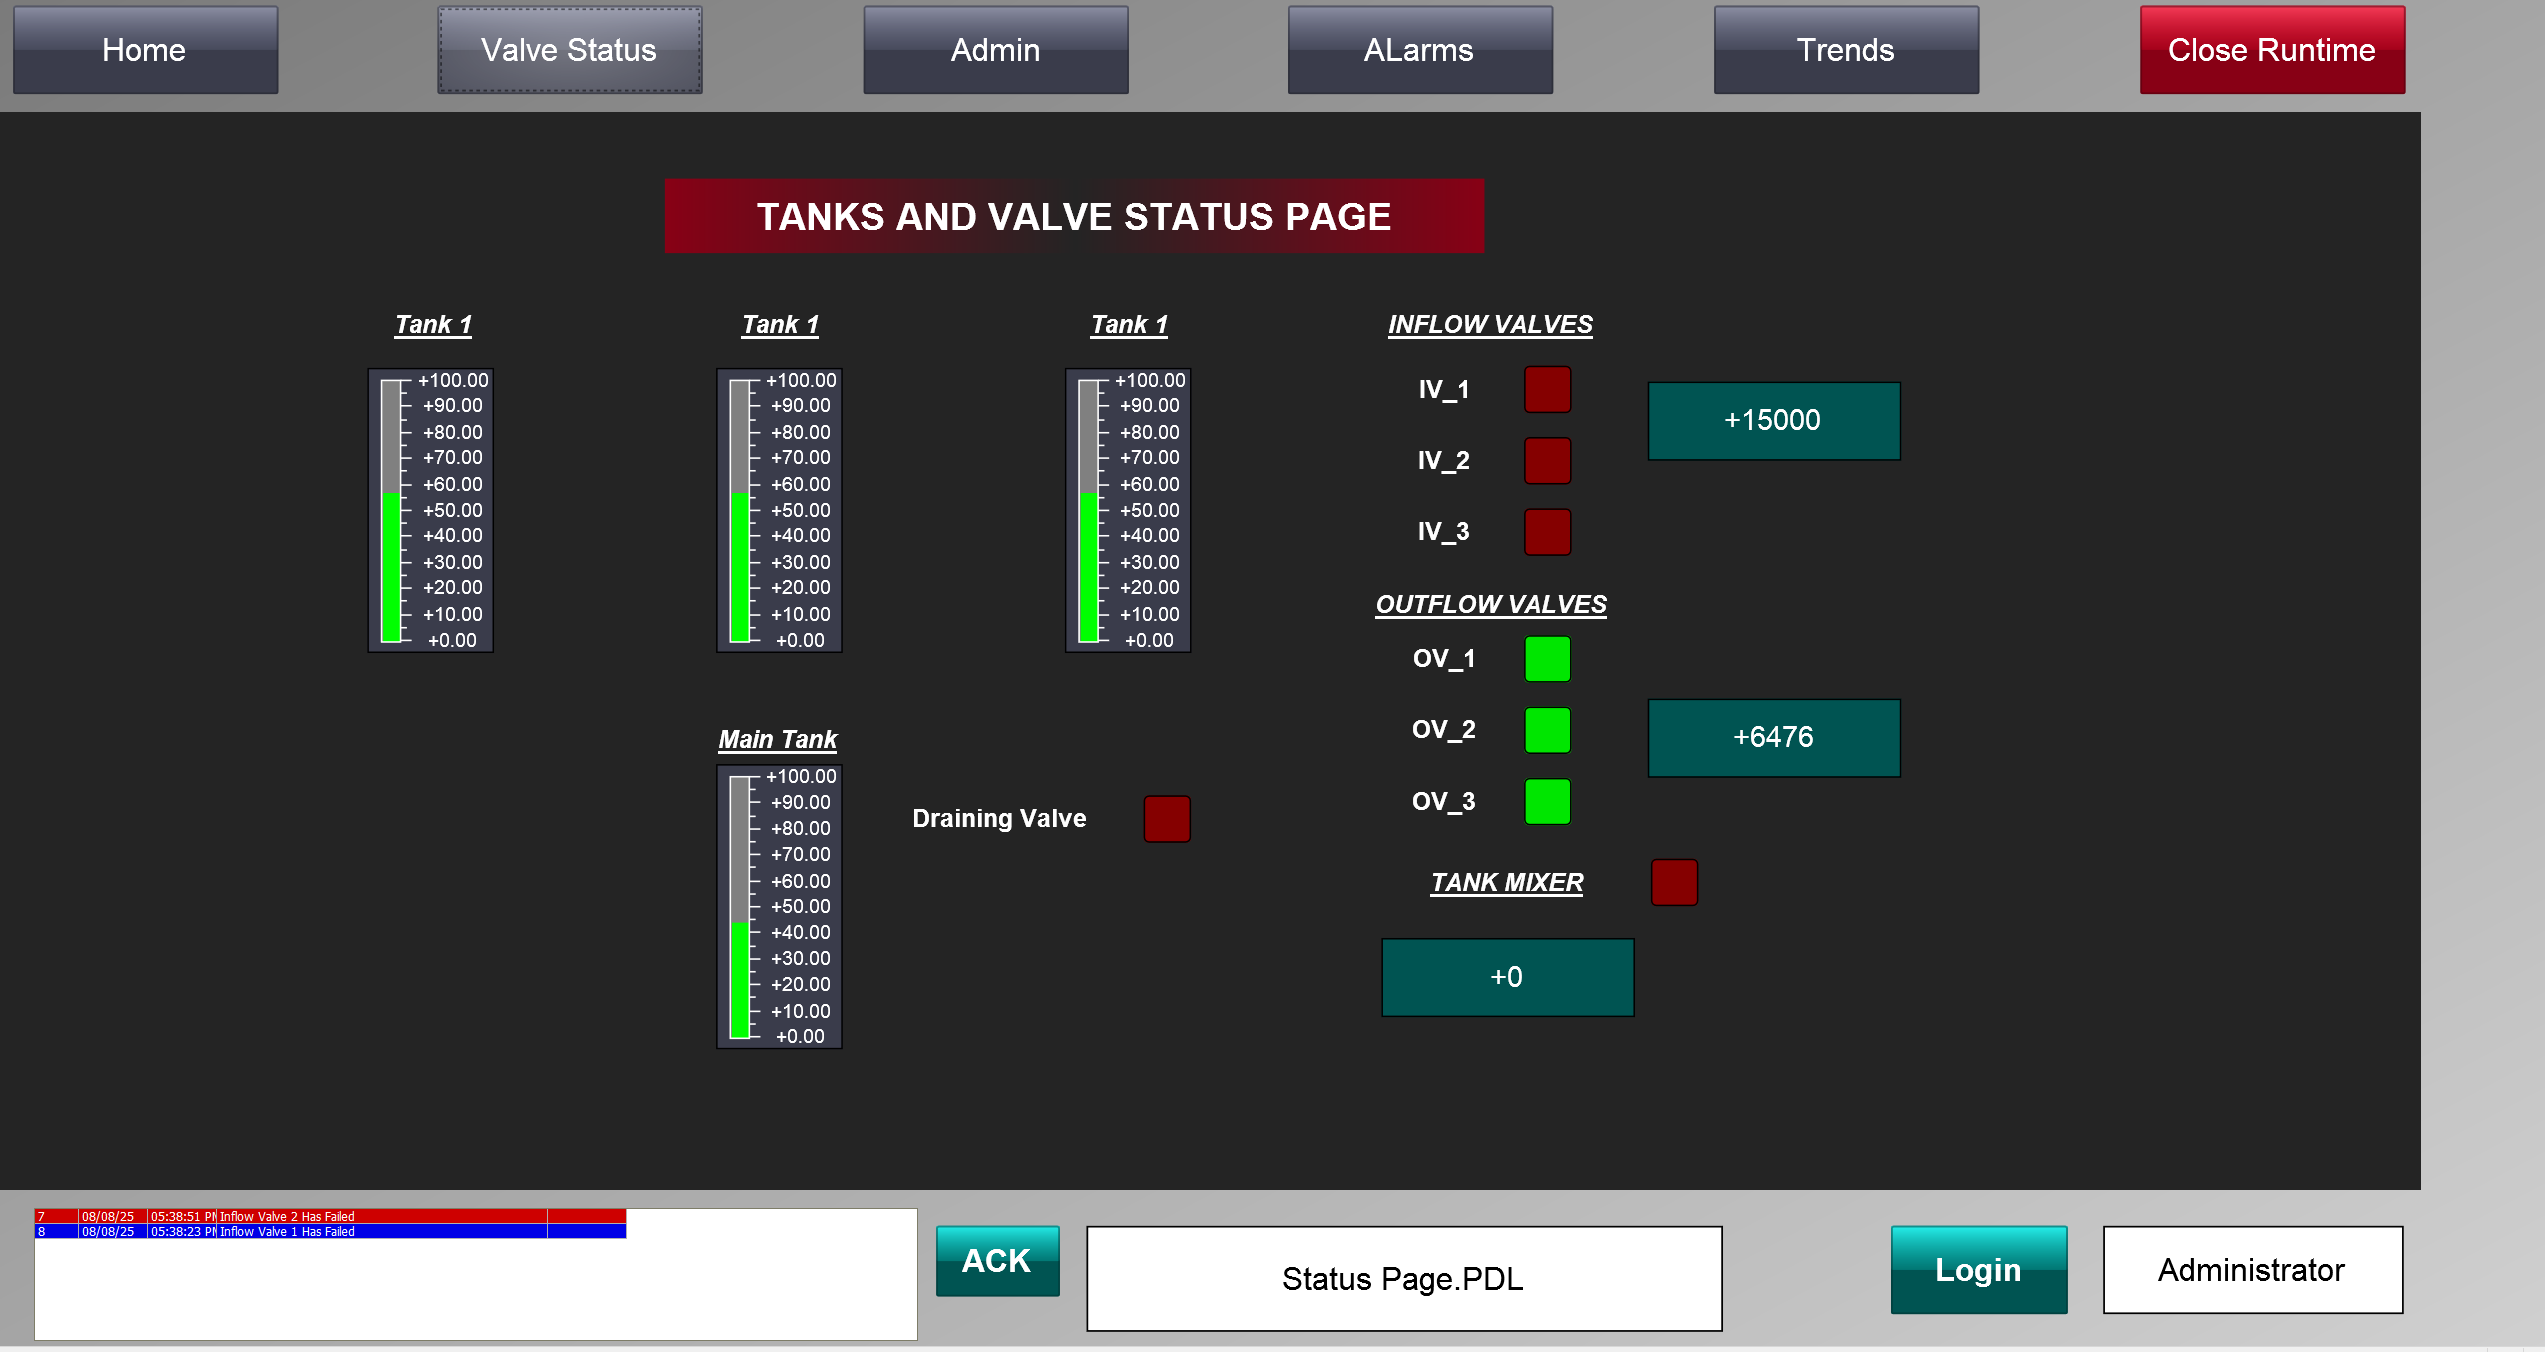 Home
Valve Status
Admin
ALarms
Trends
Close Runtime
TANKS AND VALVE STATUS PAGE
Tank 1
+100.00
+90.00
+80.00
+70.00
+60.00
+50.00
+40.00
+30.00
+20.00
+10.00
+0.00
Tank 1
+100.00
+90.00
+80.00
+70.00
+60.00
+50.00
+40.00
+30.00
+20.00
+10.00
+0.00
Tank 1
+100.00
+90.00
+80.00
+70.00
+60.00
+50.00
+40.00
+30.00
+20.00
+10.00
+0.00
INFLOW VALVES
IV_1
IV_2
IV_3
+15000
OUTFLOW VALVES
OV_1
OV_2
OV_3
+6476
Main Tank
+100.00
+90.00
+80.00
+70.00
+60.00
+50.00
+40.00
+30.00
+20.00
+10.00
+0.00
Draining Valve
TANK MIXER
+0
7 08/08/25 05:38:51 PM Inflow Valve 2 Has Failed
8 08/08/25 05:38:23 PM Inflow Valve 1 Has Failed
ACK
Status Page.PDL
Login
Administrator